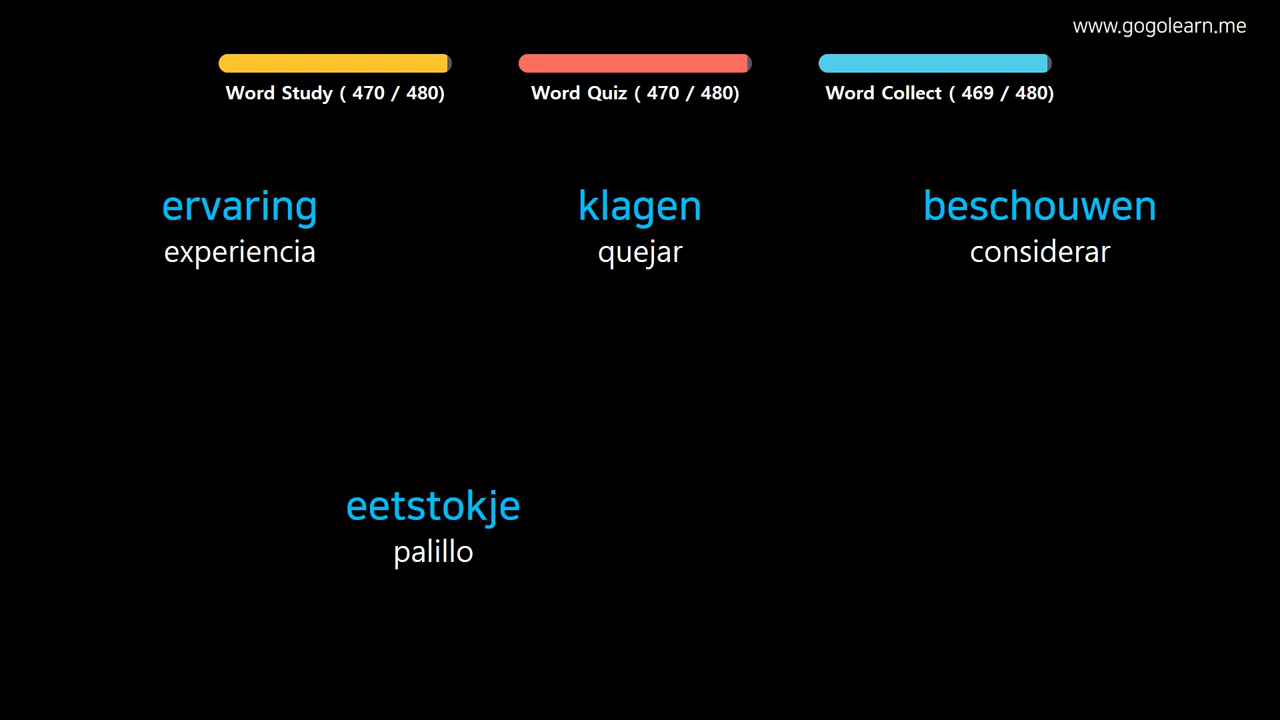 www.gogolearn.me
Word Study ( 470 / 480)
Word Quiz ( 470 / 480)
Word Collect ( 469 / 480)
ervaring
experiencia
klagen
quejar
beschouwen
considerar
eetstokje
palillo